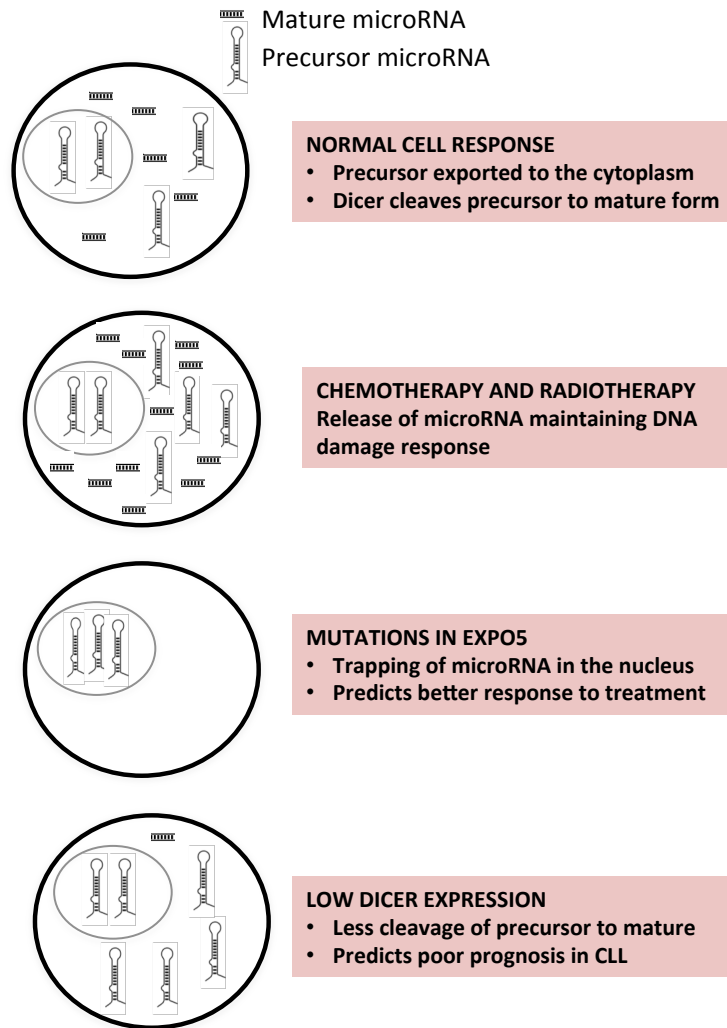 Mature microRNA
Precursor microRNA
NORMAL CELL RESPONSE
• Precursor exported to the cytoplasm
• Dicer cleaves precursor to mature form
CHEMOTHERAPY AND RADIOTHERAPY
Release of microRNA maintaining DNA
damage response
MUTATIONS IN EXPO5
• Trapping of microRNA in the nucleus
• Predicts better response to treatment
LOW DICER EXPRESSION
• Less cleavage of precursor to mature
• Predicts poor prognosis in CLL